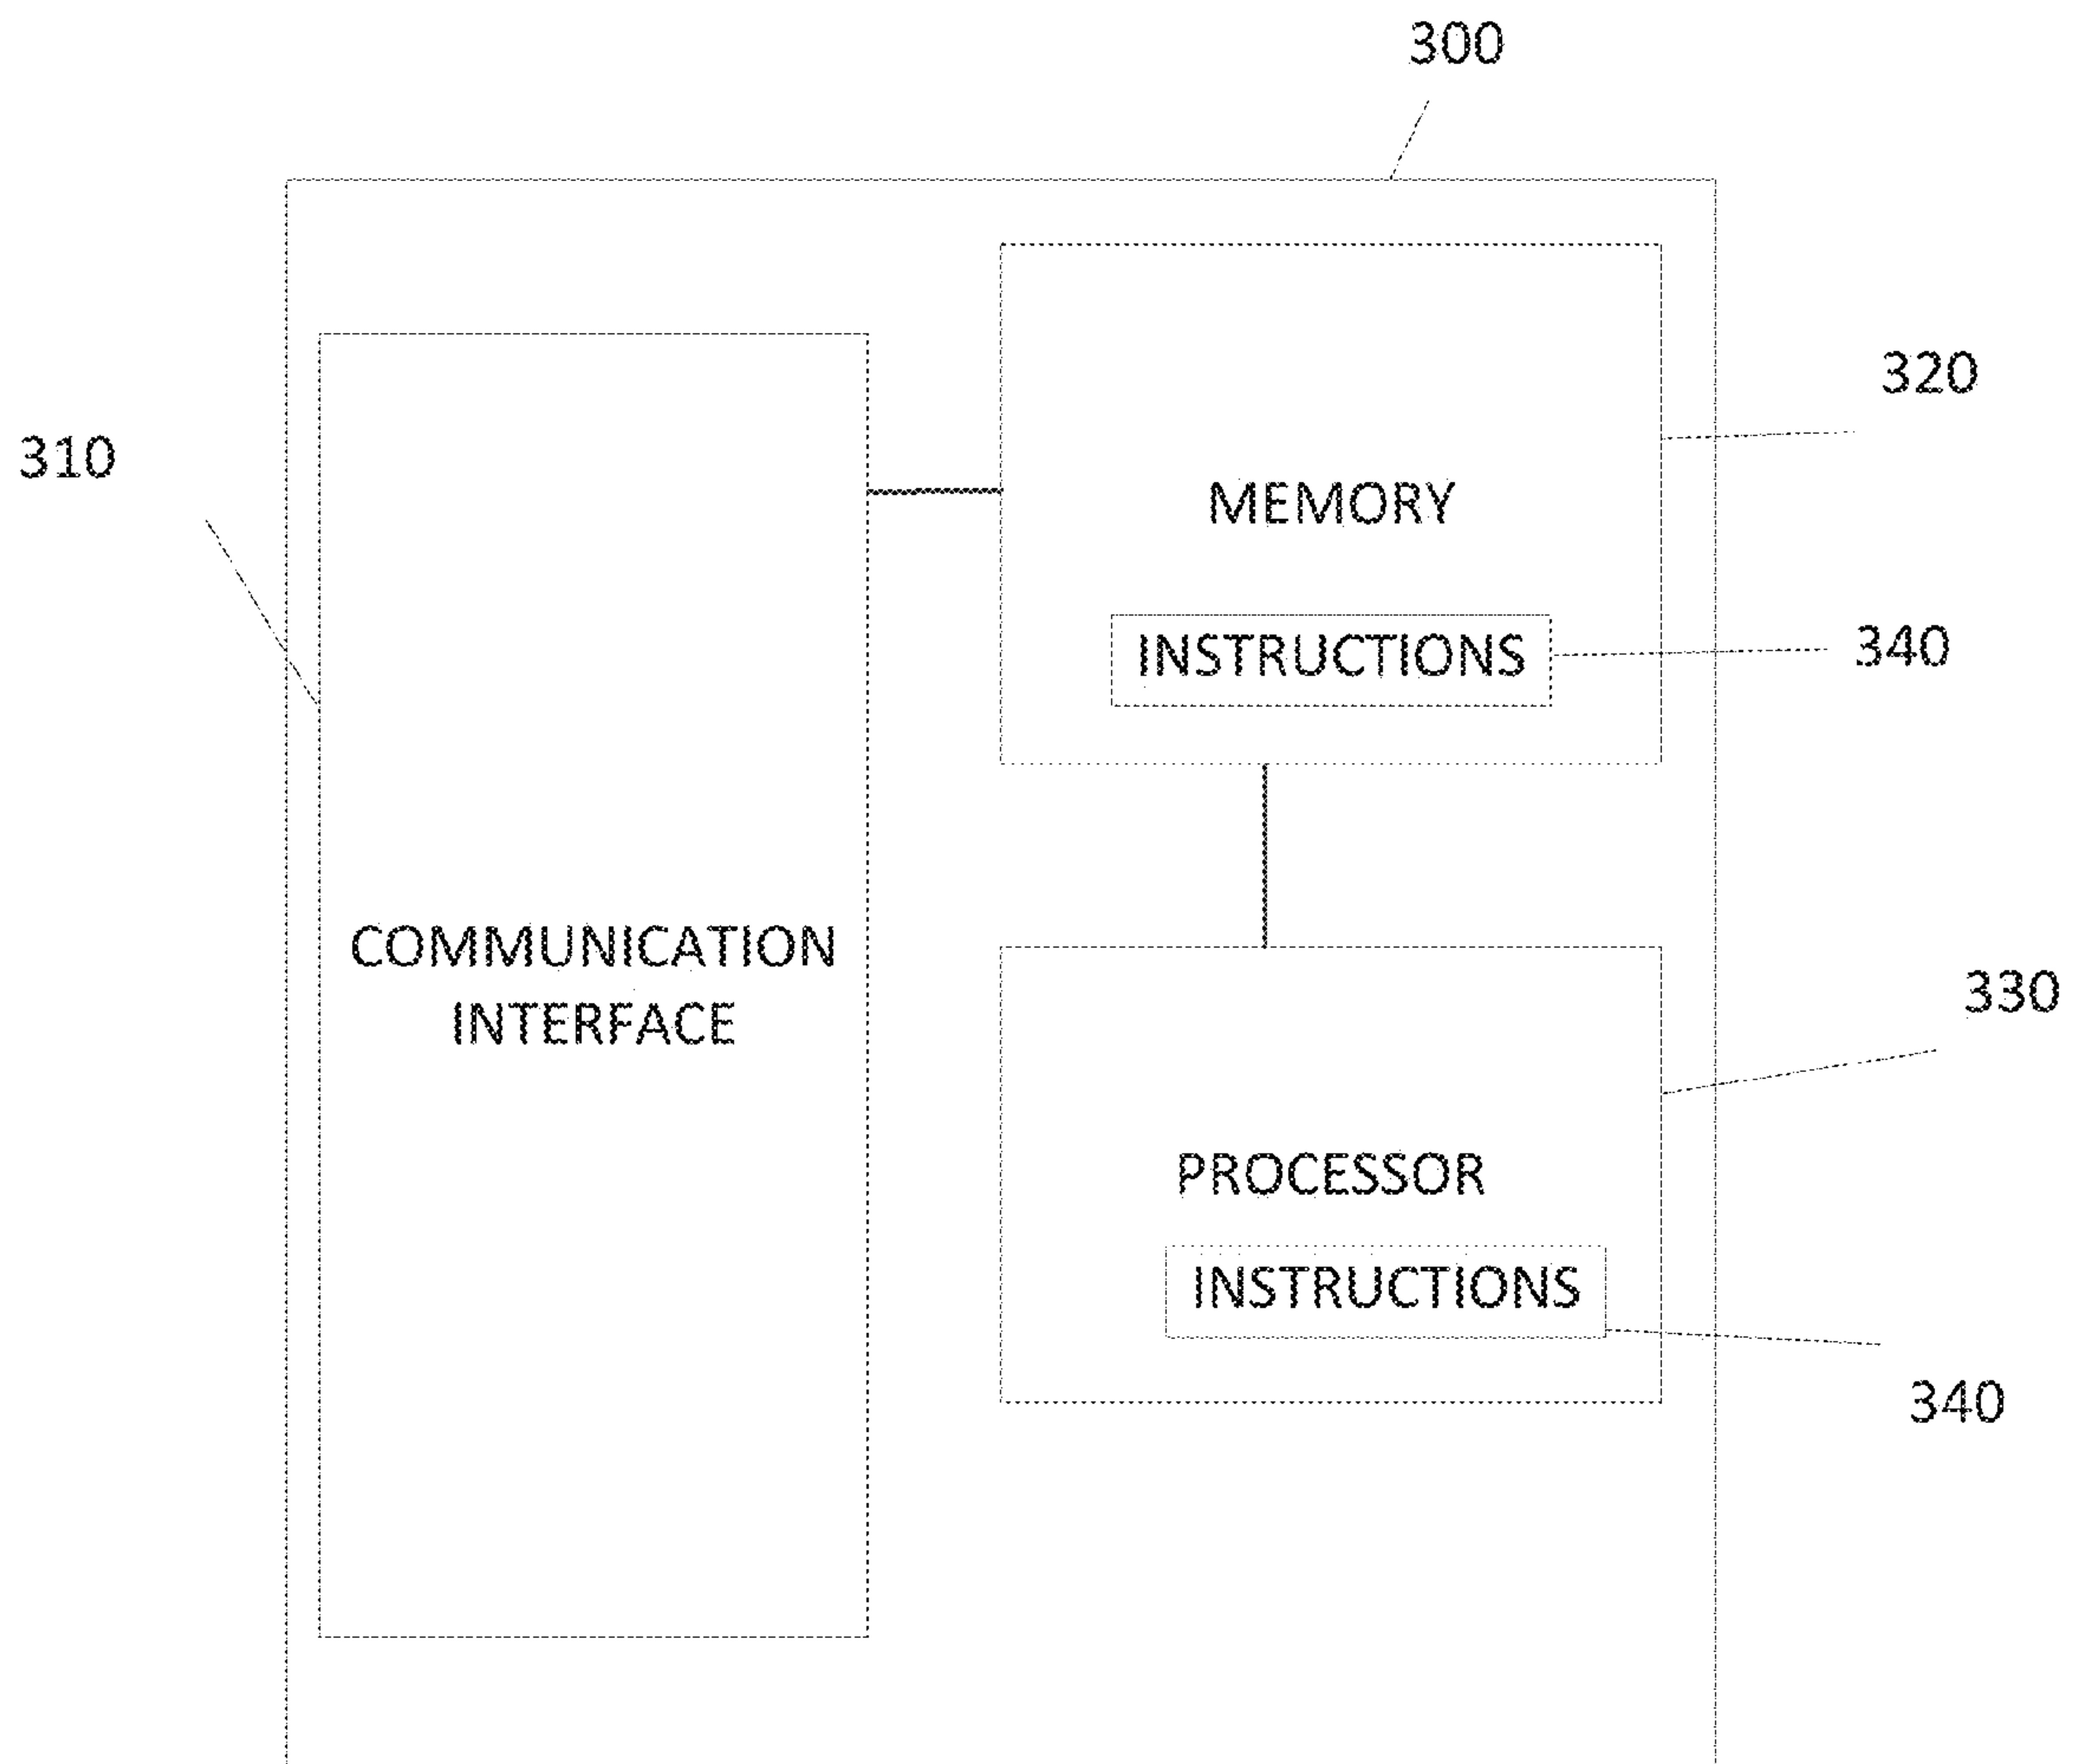 300
320
310
MEMORY
INSTRUCTIONS
340
COMMUNICATION
INTERFACE
330
PROCESSOR
INSTRUCTIONS
340